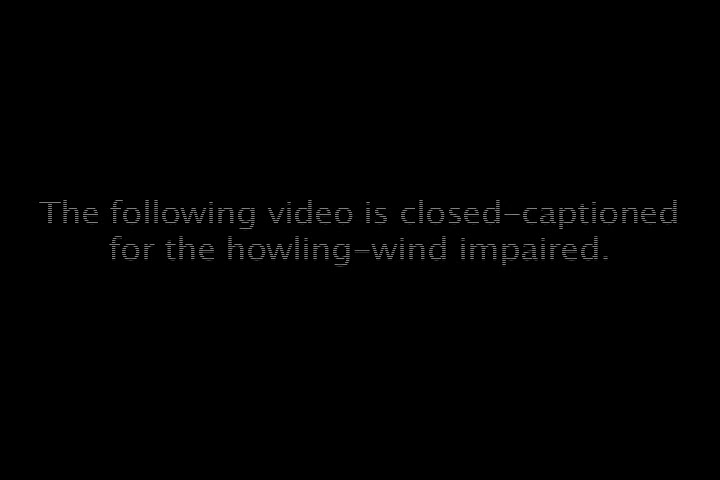 The following video is closed-captioned
for the howling-wind impaired.